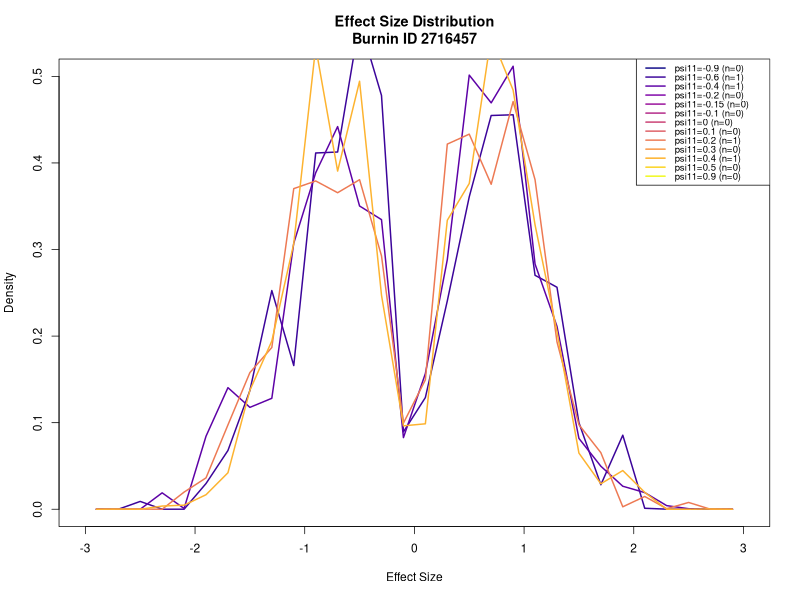 Effect Size Distribution
Burnin ID 2716457
psi11=-0.9 (n=0)
psi11=-0.6 (n=1)
psi11=-0.4 (n=1)
psi11=-0.2 (n=0)
psi11=-0.15 (n=0)
psi11=-0.1 (n=0)
psi11=0 (n=0)
psi11=0.1 (n=0)
psi11=0.2 (n=1)
psi11=0.3 (n=0)
psi11=0.4 (n=1)
psi11=0.5 (n=0)
psi11=0.9 (n=0)
Density
0.5
0.4
0.3
0.2
0.1
0.0
-3 -2 -1 0 1 2 3
Effect Size